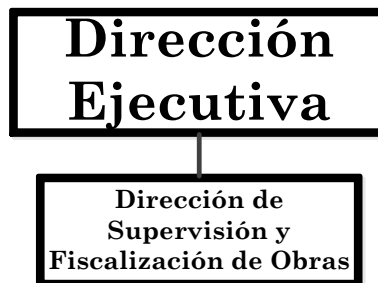 Dirección
Ejecutiva
Dirección de
Supervisión y
Fiscalización de Obras